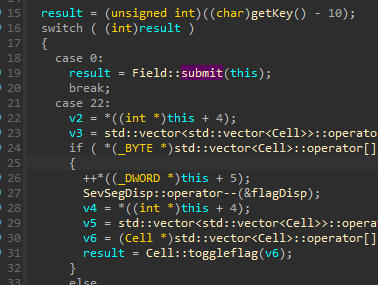 15 result = (unsigned int)((char)getKey() - 10);
16 switch ( (int)result )
17 {
18 case 0:
19 result = Field::submit(this);
20 break;
21 case 22:
22 v2 = *((int *)this + 4);
23 v3 = std::vector<std::vector<Cell>>::operato
24 if ( *(_BYTE *)std::vector<Cell>::operator[]
25 {
26 ++*((_DWORD *)this + 5);
27 SevSegDisp::operator--(&flagDisp);
28 v4 = *((int *)this + 4);
29 v5 = std::vector<std::vector<Cell>>::operato
30 v6 = (Cell *)std::vector<Cell>::operator[]
31 result = Cell::toggleflag(v6);
32 }
33 else